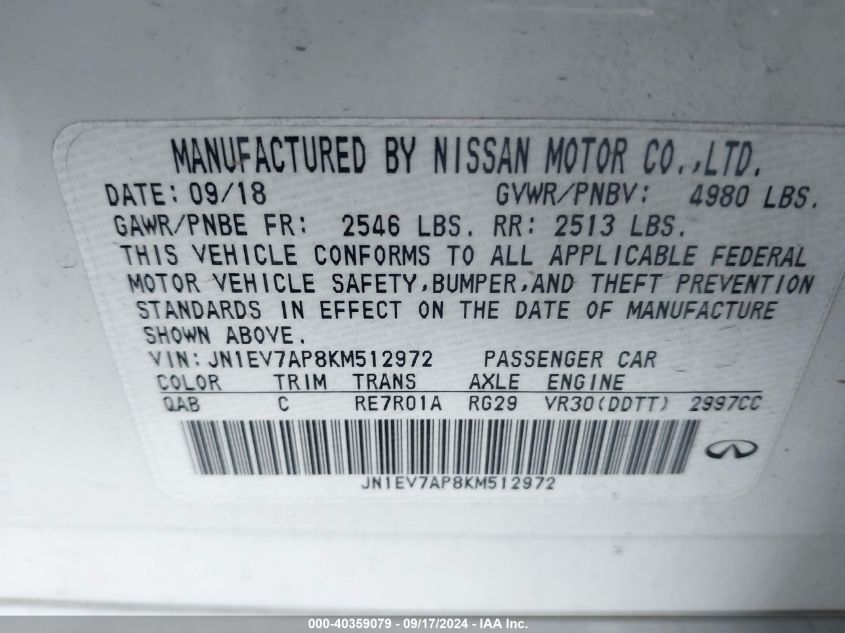 MANUFACTURED BY NISSAN MOTOR CO.,LTD.
DATE: 09/18 GVWR/PNBV: 4980 LBS.
GAWR/PNBE FR: 2546 LBS. RR: 2513 LBS.
THIS VEHICLE CONFORMS TO ALL APPLICABLE FEDERAL
MOTOR VEHICLE SAFETY,BUMPER,AND THEFT PREVENTION
STANDARDS IN EFFECT ON THE DATE OF MANUFACTURE
SHOWN ABOVE.
VIN:JN1EV7AP8KM512972 PASSENGER CAR
COLOR TRIM TRANS AXLE ENGINE
QAB C RE7R01A RG29 VR30(DDTT) 2997CC
JN1EV7AP8KM512972
000-40359079 - 09/17/2024 - IAA Inc.